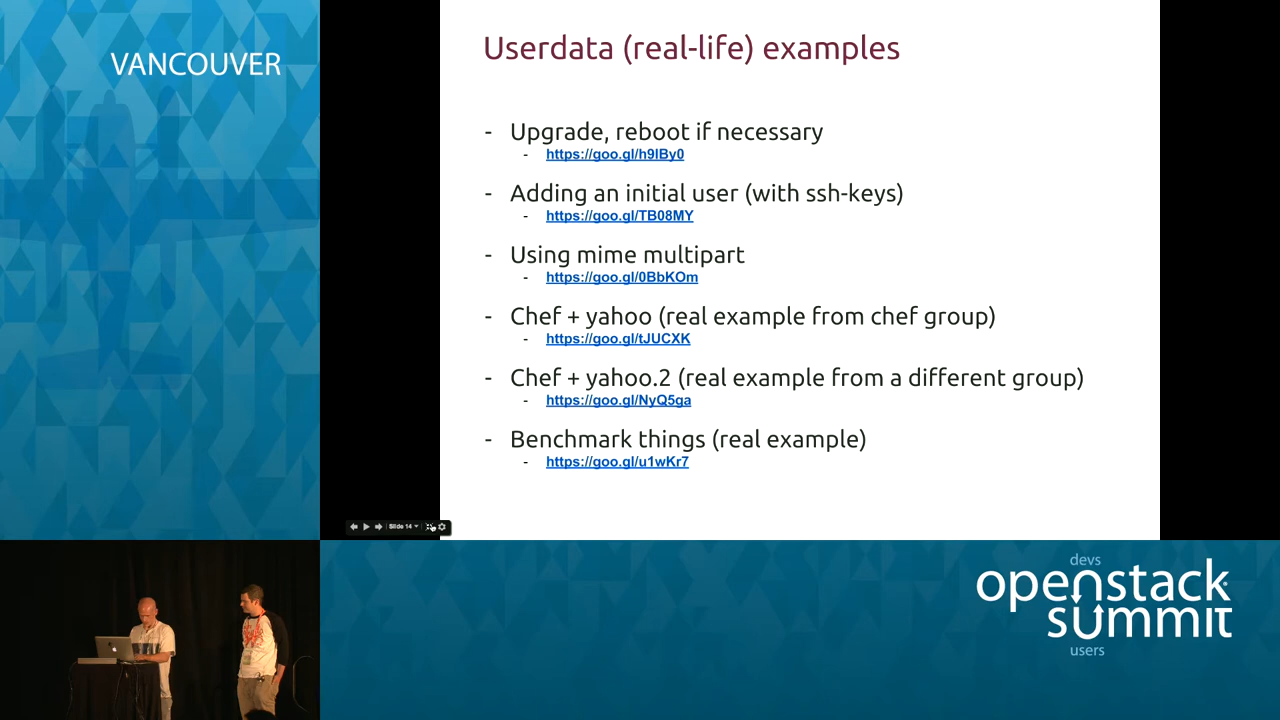 VANCOUVER
Userdata (real-life) examples
- Upgrade, reboot if necessary
- https://goo.gl/h9IBy0
- Adding an initial user (with ssh-keys)
- https://goo.gl/TB08MY
- Using mime multipart
- https://goo.gl/0BbKOm
- Chef + yahoo (real example from chef group)
- https://goo.gl/tJUCXK
- Chef + yahoo.2 (real example from a different group)
- https://goo.gl/NyQ5ga
- Benchmark things (real example)
- https://goo.gl/u1wKr7
Slide 14
devs
openstack
summit
users